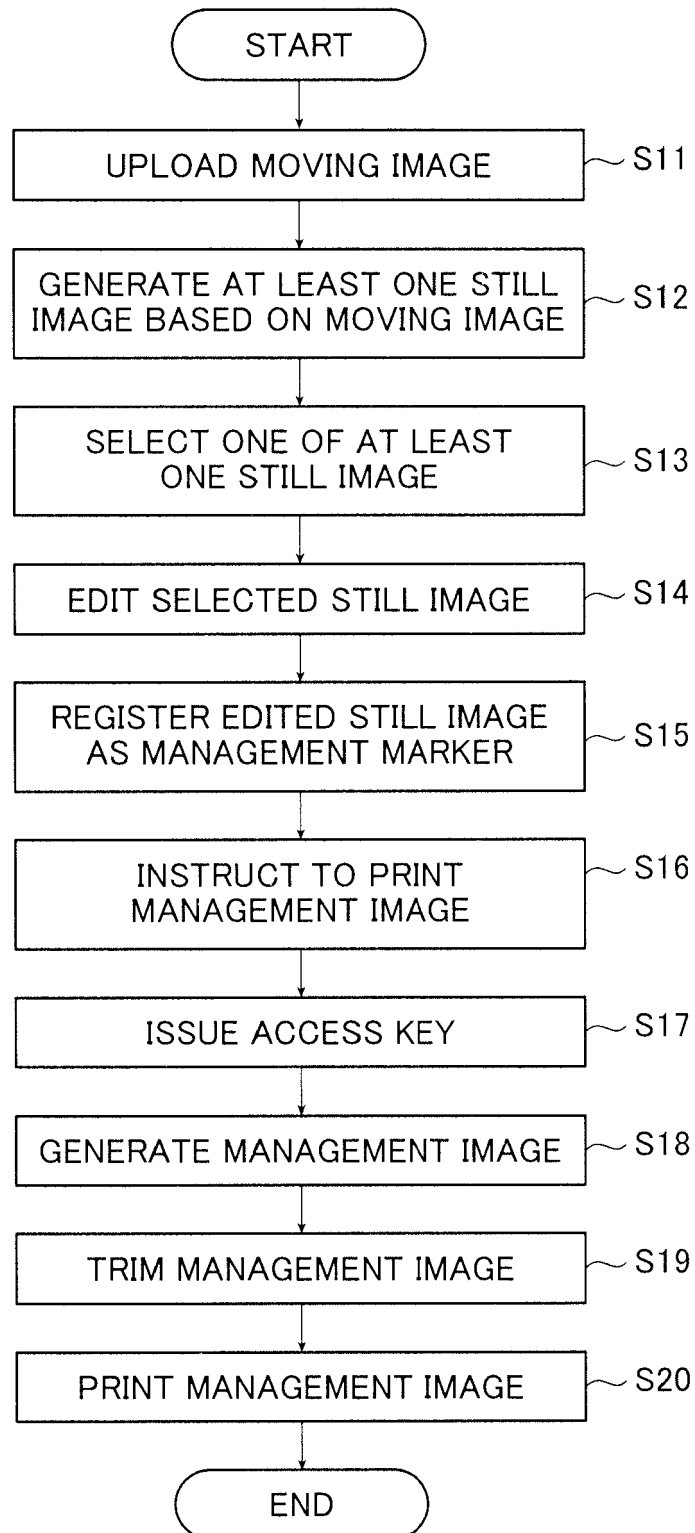 START
UPLOAD MOVING IMAGE
S11
GENERATE AT LEAST ONE STILL
IMAGE BASED ON MOVING IMAGE
S12
SELECT ONE OF AT LEAST
ONE STILL IMAGE
S13
EDIT SELECTED STILL IMAGE
S14
REGISTER EDITED STILL IMAGE
AS MANAGEMENT MARKER
S15
INSTRUCT TO PRINT
MANAGEMENT IMAGE
S16
ISSUE ACCESS KEY
S17
GENERATE MANAGEMENT IMAGE
S18
TRIM MANAGEMENT IMAGE
S19
PRINT MANAGEMENT IMAGE
S20
END